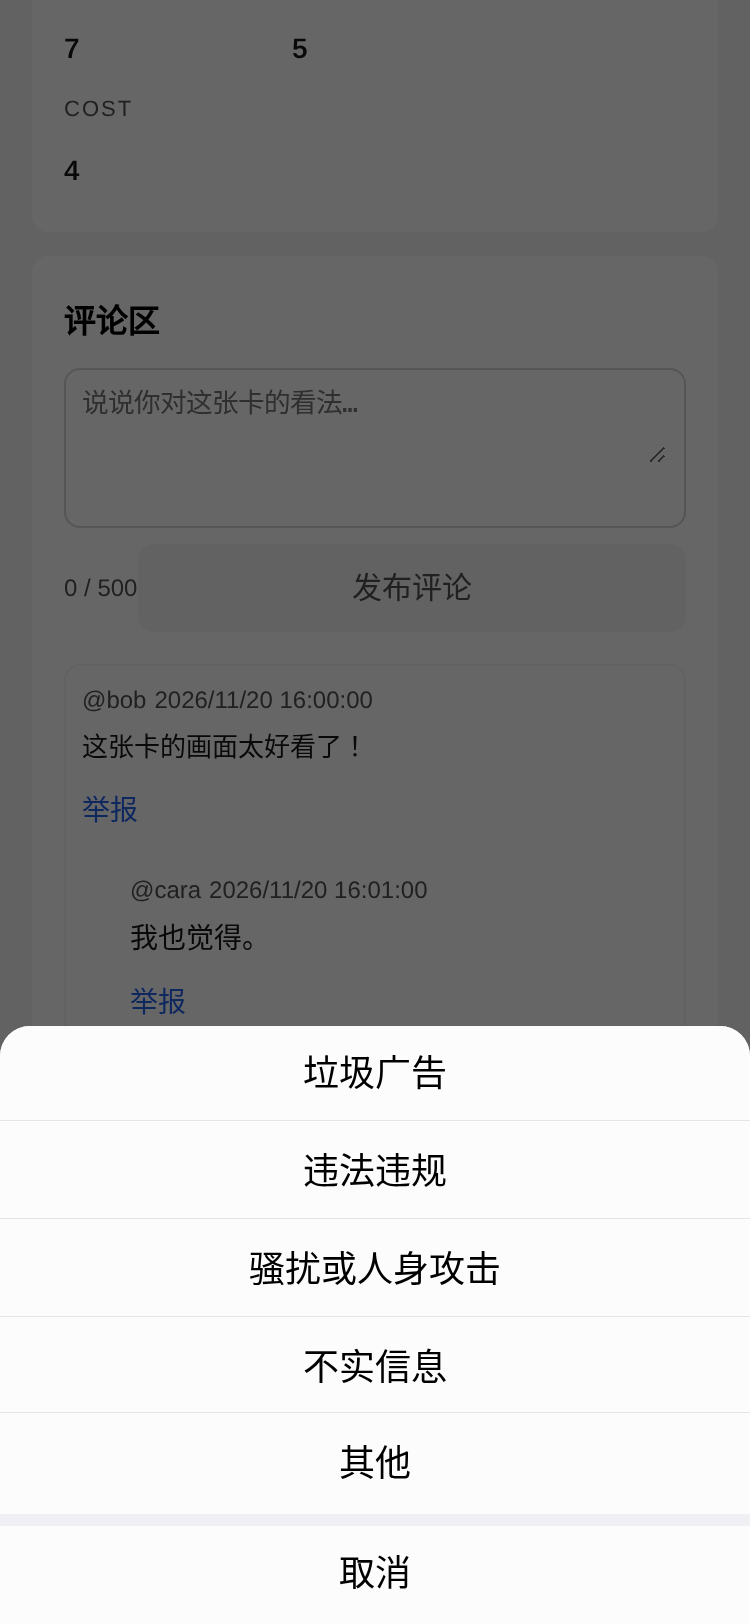 7 5
COST
4
评论区
说说你对这张卡的看法…
0 / 500 发布评论
@bob 2026/11/20 16:00:00
这张卡的画面太好看了！
举报
@cara 2026/11/20 16:01:00
我也觉得。
举报
垃圾广告
违法违规
骚扰或人身攻击
不实信息
其他
取消